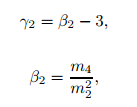 γ₂ = β₂ − 3,
β₂ = m₄ / m₂²,